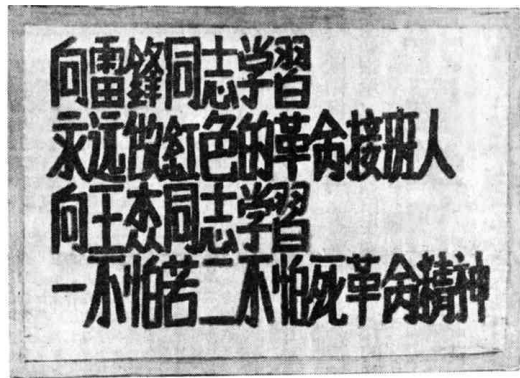 向雷鋒同志学習
永远做紅色的革命接班人
向王杰同志学習
一不怕苦二不怕死革命精神